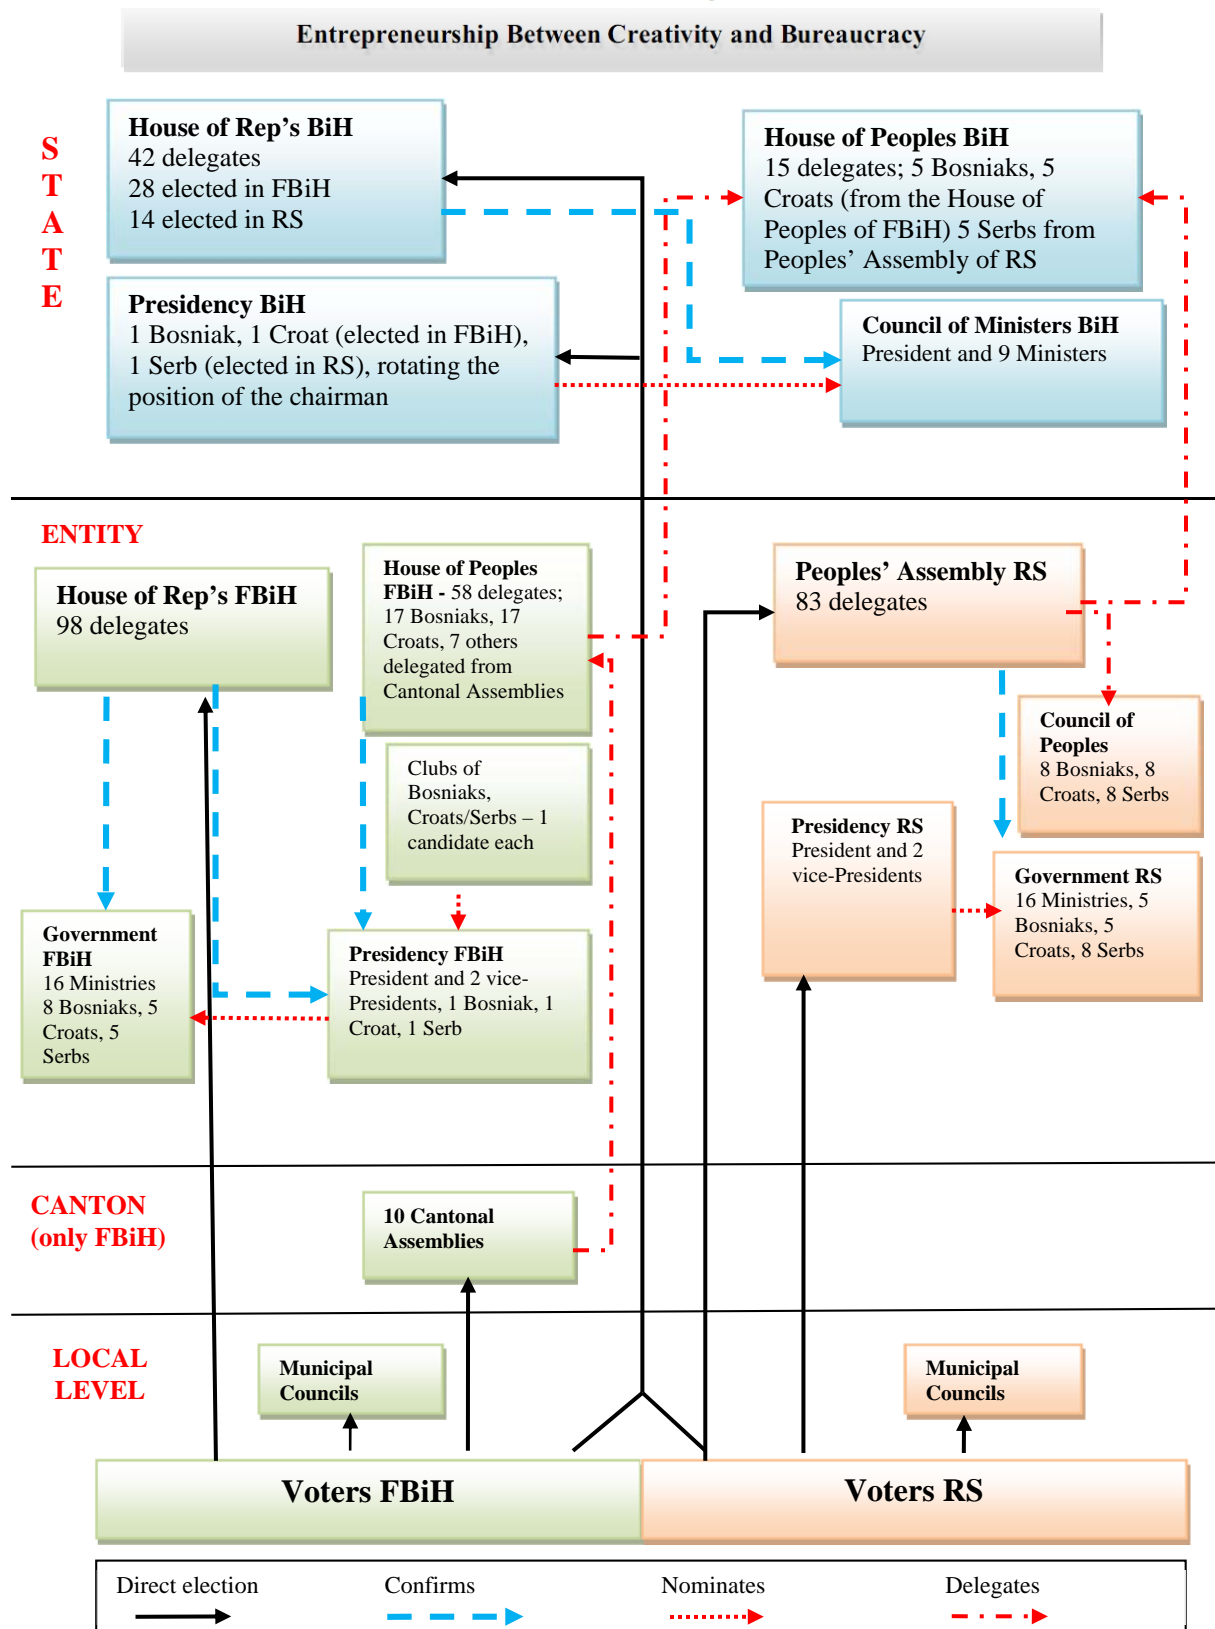 Entrepreneurship Between Creativity and Bureaucracy
S
T
A
T
E
House of Rep's BiH
42 delegates
28 elected in FBiH
14 elected in RS
House of Peoples BiH
15 delegates; 5 Bosniaks, 5
Croats (from the House of
Peoples of FBiH) 5 Serbs from
Peoples' Assembly of RS
Presidency BiH
1 Bosniak, 1 Croat (elected in FBiH),
1 Serb (elected in RS), rotating the
position of the chairman
Council of Ministers BiH
President and 9 Ministers
ENTITY
House of Rep's FBiH
98 delegates
House of Peoples
FBiH - 58 delegates;
17 Bosniaks, 17
Croats, 7 others
delegated from
Cantonal Assemblies
Peoples' Assembly RS
83 delegates
Council of
Peoples
8 Bosniaks, 8
Croats, 8 Serbs
Clubs of
Bosniaks,
Croats/Serbs – 1
candidate each
Presidency RS
President and 2
vice-Presidents
Government RS
16 Ministries, 5
Bosniaks, 5
Croats, 8 Serbs
Government
FBiH
16 Ministries
8 Bosniaks, 5
Croats, 5
Serbs
Presidency FBiH
President and 2 vice-
Presidents, 1 Bosniak, 1
Croat, 1 Serb
CANTON
(only FBiH)
10 Cantonal
Assemblies
LOCAL
LEVEL
Municipal
Councils
Municipal
Councils
Voters FBiH
Voters RS
Direct election
Confirms
Nominates
Delegates